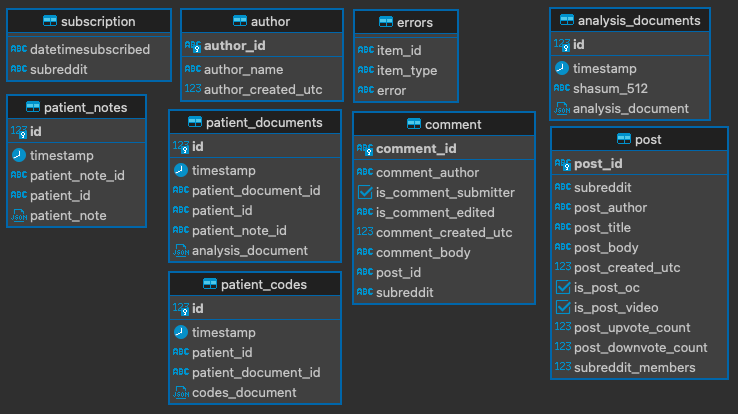 subscription
ABC datetimesubscribed
ABC subreddit
author
ABC author_id
ABC author_name
123 author_created_utc
errors
ABC item_id
ABC item_type
ABC error
analysis_documents
123 id
timestamp
ABC shasum_512
JSON analysis_document
patient_notes
123 id
timestamp
ABC patient_note_id
ABC patient_id
JSON patient_note
patient_documents
123 id
timestamp
ABC patient_document_id
ABC patient_id
ABC patient_note_id
JSON analysis_document
comment
ABC comment_id
ABC comment_author
is_comment_submitter
ABC is_comment_edited
123 comment_created_utc
ABC comment_body
ABC post_id
ABC subreddit
post
ABC post_id
ABC subreddit
ABC post_author
ABC post_title
ABC post_body
123 post_created_utc
is_post_oc
is_post_video
123 post_upvote_count
123 post_downvote_count
123 subreddit_members
patient_codes
123 id
timestamp
ABC patient_id
ABC patient_document_id
JSON codes_document